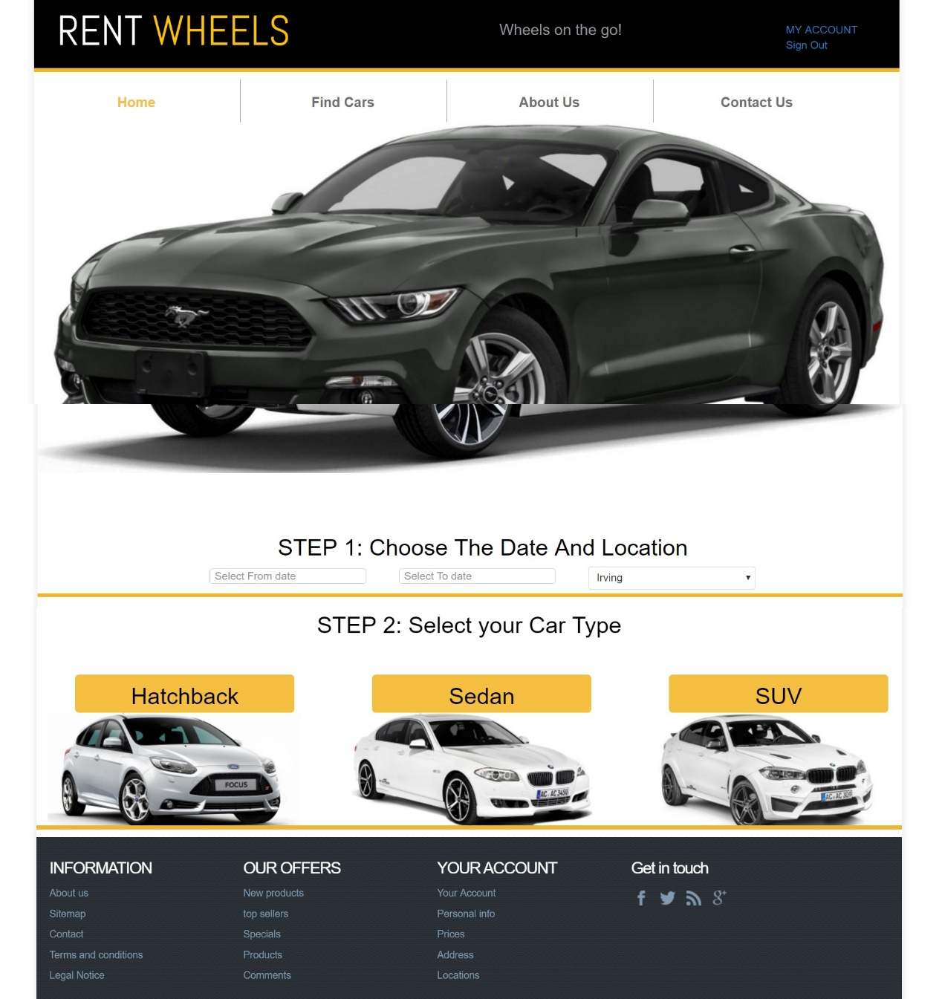 RENT WHEELS
Wheels on the go!
MY ACCOUNT
Sign Out
Home
Find Cars
About Us
Contact Us
STEP 1: Choose The Date And Location
Select From date
Select To date
Irving
STEP 2: Select your Car Type
Hatchback
Sedan
SUV
FOCUS
INFORMATION
About us
Sitemap
Contact
Terms and conditions
Legal Notice
OUR OFFERS
New products
top sellers
Specials
Products
Comments
YOUR ACCOUNT
Your Account
Personal info
Prices
Address
Locations
Get in touch